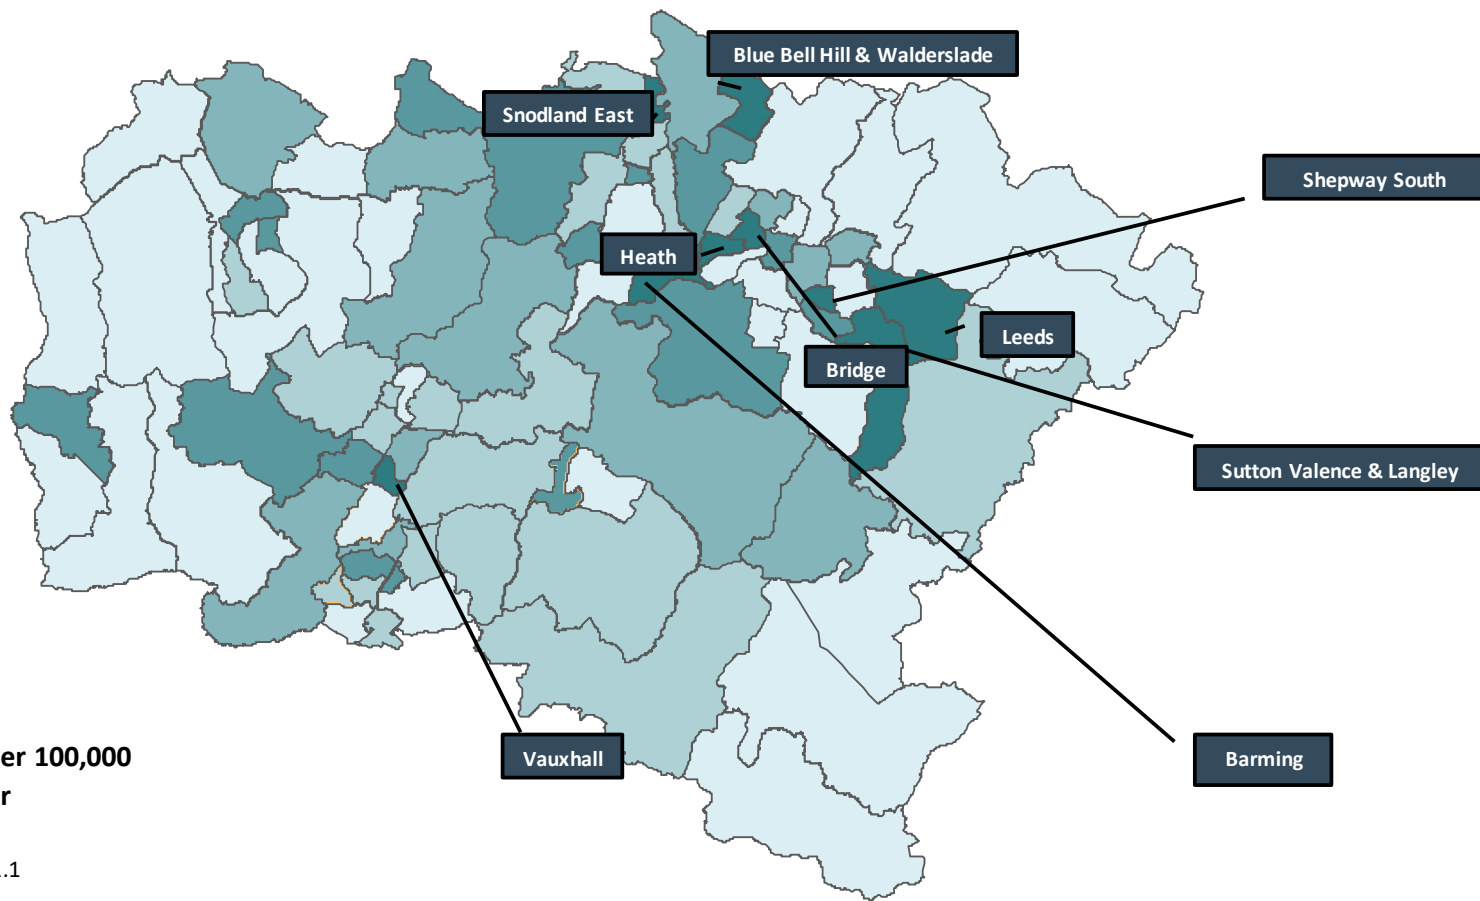 Blue Bell Hill & Walderslade
Snodland East
Shepway South
Heath
Leeds
Bridge
Sutton Valence & Langley
Vauxhall
Barming
er 100,000
r
.1